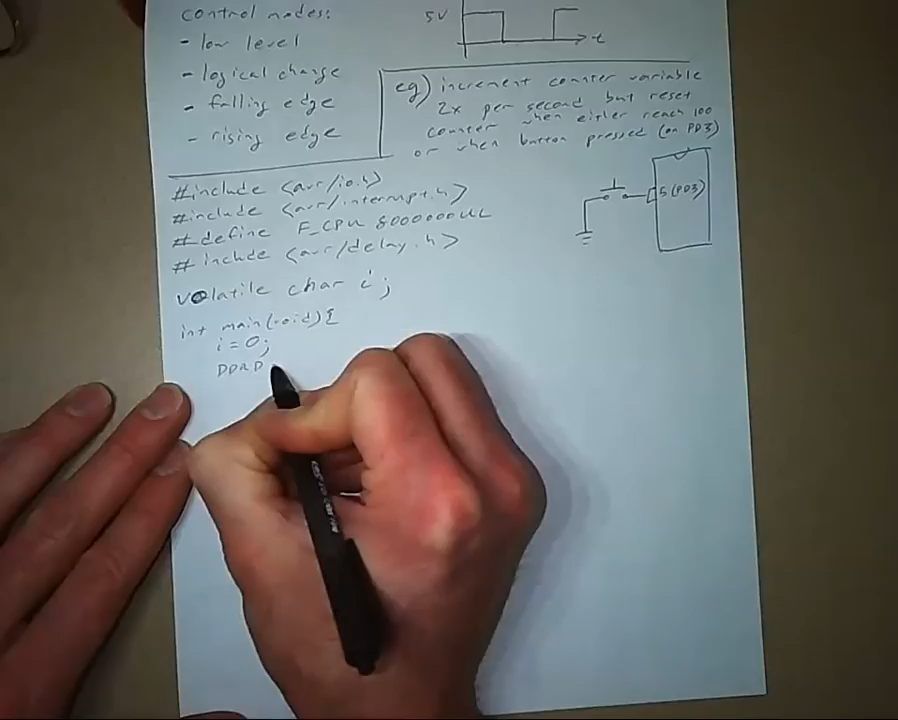 control modes:
- low level
- logical change
- falling edge
- rising edge
5V
t
eg) increment counter variable
2x per second but reset
counter when either reach 100
or when button pressed (on PD3)
5(PD3)
#include <avr/io.h>
#include <avr/interrupt.h>
#define F_CPU 8000000UL
#include <avr/delay.h>
volatile char i;
int main(void){
i = 0;
DDRD